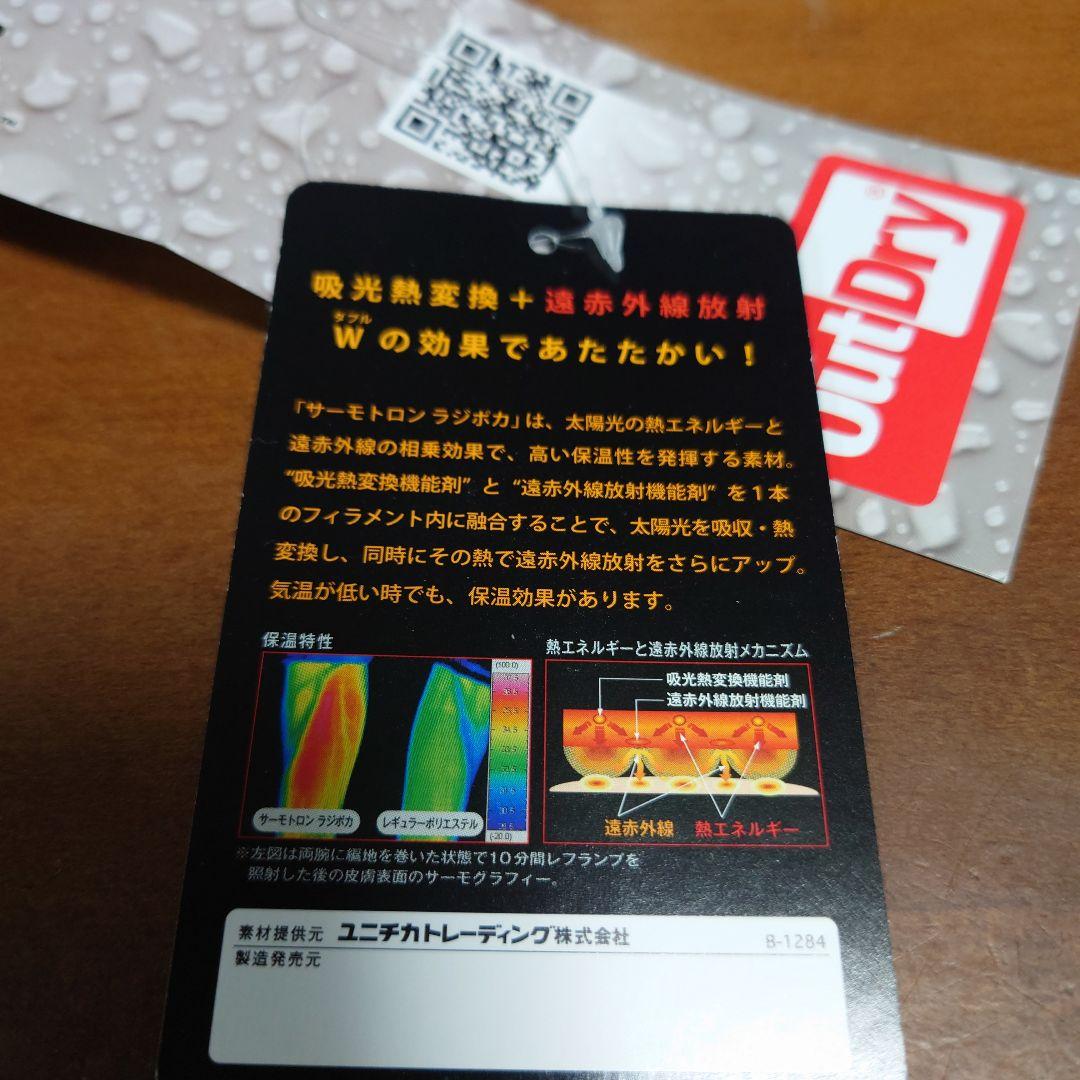 OutDry®
吸光熱変換＋遠赤外線放射
ダブル
Wの効果であたたかい！
「サーモトロン ラジポカ」は、太陽光の熱エネルギーと
遠赤外線の相乗効果で、高い保温性を発揮する素材。
“吸光熱変換機能剤”と“遠赤外線放射機能剤”を１本
のフィラメント内に融合することで、太陽光を吸収・熱
変換し、同時にその熱で遠赤外線放射をさらにアップ。
気温が低い時でも、保温効果があります。
保温特性
(100.0)
36.5
35.5
34.5
33.5
30.5
(-20.0)
サーモトロン ラジポカ
レギュラーポリエステル
熱エネルギーと遠赤外線放射メカニズム
吸光熱変換機能剤
遠赤外線放射機能剤
遠赤外線
熱エネルギー
※左図は両腕に編地を巻いた状態で10分間レフランプを
照射した後の皮膚表面のサーモグラフィー。
素材提供元 ユニチカトレーディング株式会社
B-1284
製造発売元